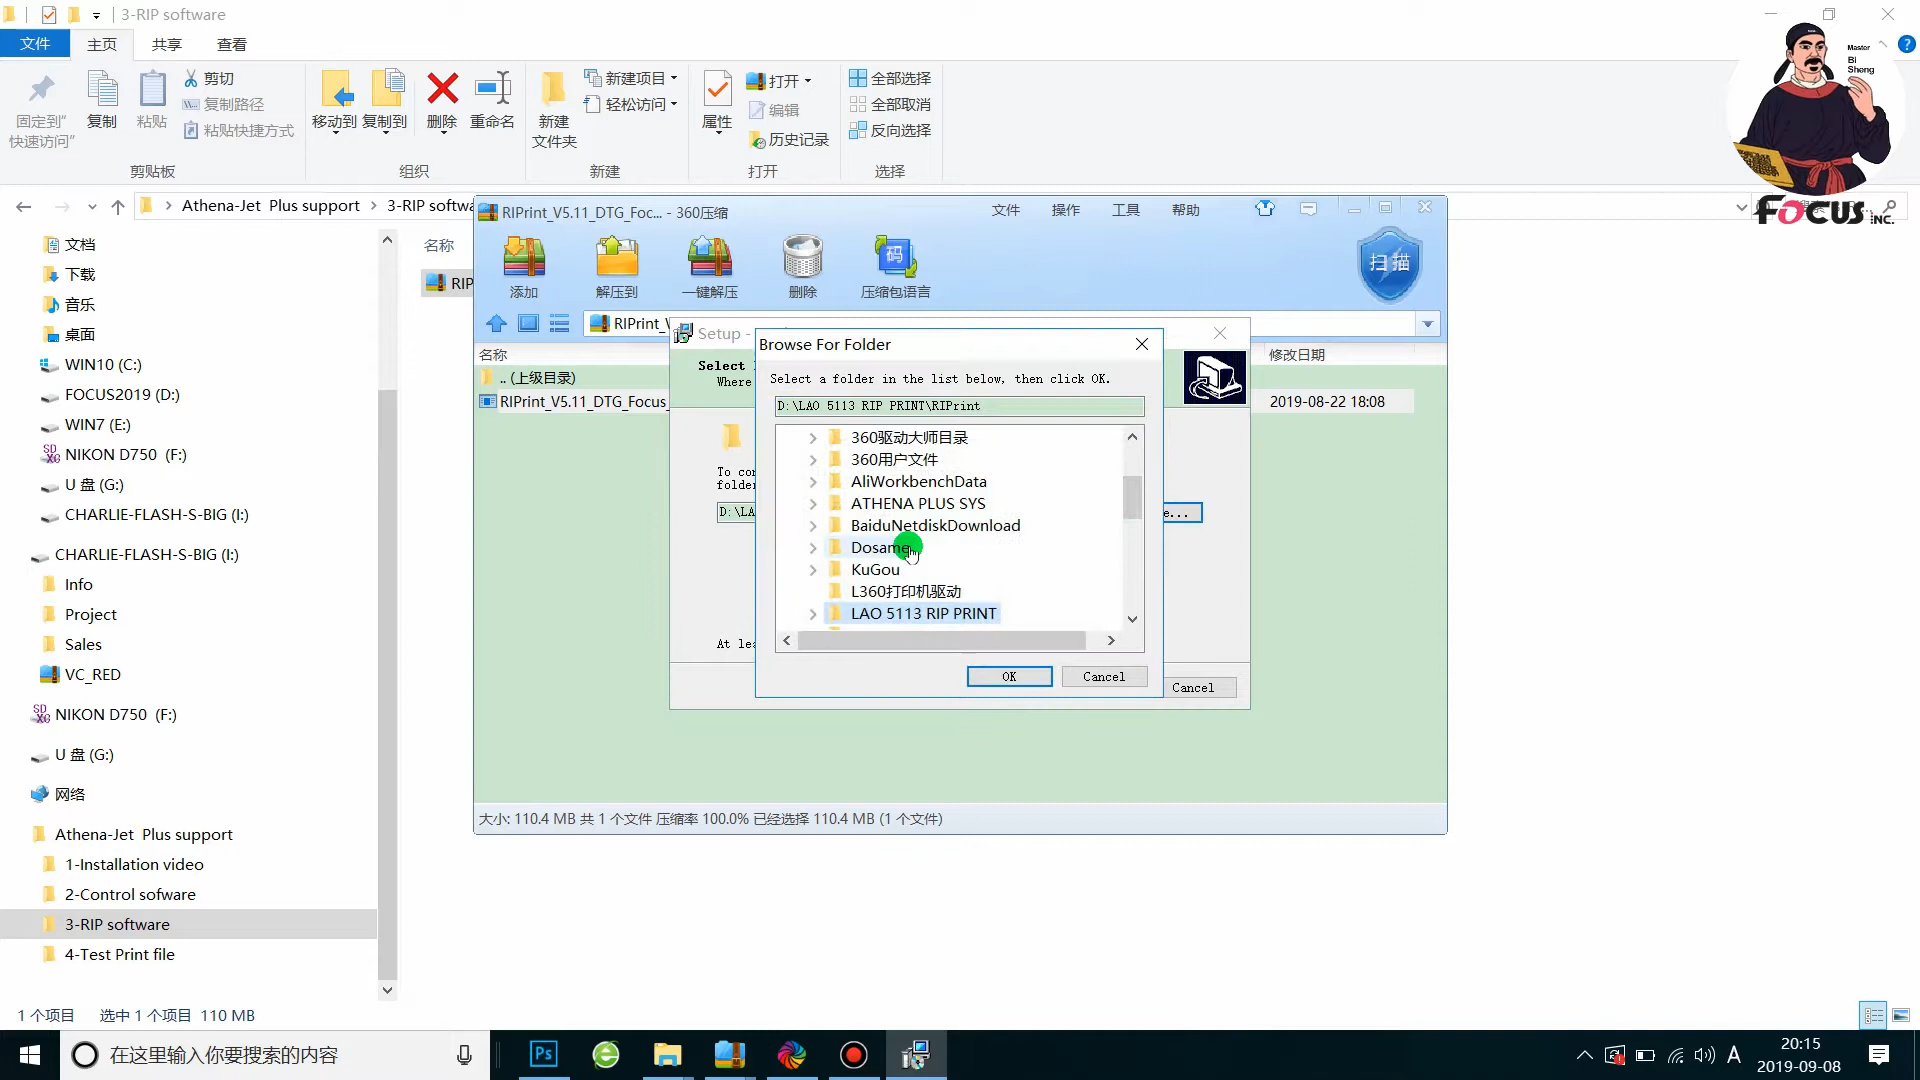 3-RIP software
文件
主页
共享
查看
Master
Bi
Sheng
固定到"
快速访问"
复制
粘贴
剪切
复制路径
粘贴快捷方式
移动到
复制到
删除
重命名
新建
文件夹
新建项目
轻松访问
属性
打开
编辑
历史记录
全部选择
全部取消
反向选择
剪贴板
组织
新建
打开
选择
Athena-Jet Plus support
3-RIP softwa
FOCUS INC.
文档
下载
音乐
桌面
WIN10 (C:)
FOCUS2019 (D:)
WIN7 (E:)
NIKON D750 (F:)
U 盘 (G:)
CHARLIE-FLASH-S-BIG (I:)
CHARLIE-FLASH-S-BIG (I:)
Info
Project
Sales
VC_RED
NIKON D750 (F:)
U 盘 (G:)
网络
Athena-Jet Plus support
1-Installation video
2-Control sofware
3-RIP software
4-Test Print file
名称
RIP
RIPrint_V5.11_DTG_Foc... - 360压缩
文件
操作
工具
帮助
添加
解压到
一键解压
删除
码
压缩包语言
扫描
RIPrint_V
名称
修改日期
.. (上级目录)
RIPrint_V5.11_DTG_Focus_
2019-08-22 18:08
Setup -
Select
Where
To con
folder
D:\LA
e...
At lea
Cancel
Browse For Folder
Select a folder in the list below, then click OK.
D:\LAO 5113 RIP PRINT\RIPrint
360驱动大师目录
360用户文件
AliWorkbenchData
ATHENA PLUS SYS
BaiduNetdiskDownload
Dosame
KuGou
L360打印机驱动
LAO 5113 RIP PRINT
OK
Cancel
大小: 110.4 MB 共 1 个文件 压缩率 100.0% 已经选择 110.4 MB (1 个文件)
1 个项目
选中 1 个项目 110 MB
在这里输入你要搜索的内容
Ps
A
20:15
2019-09-08